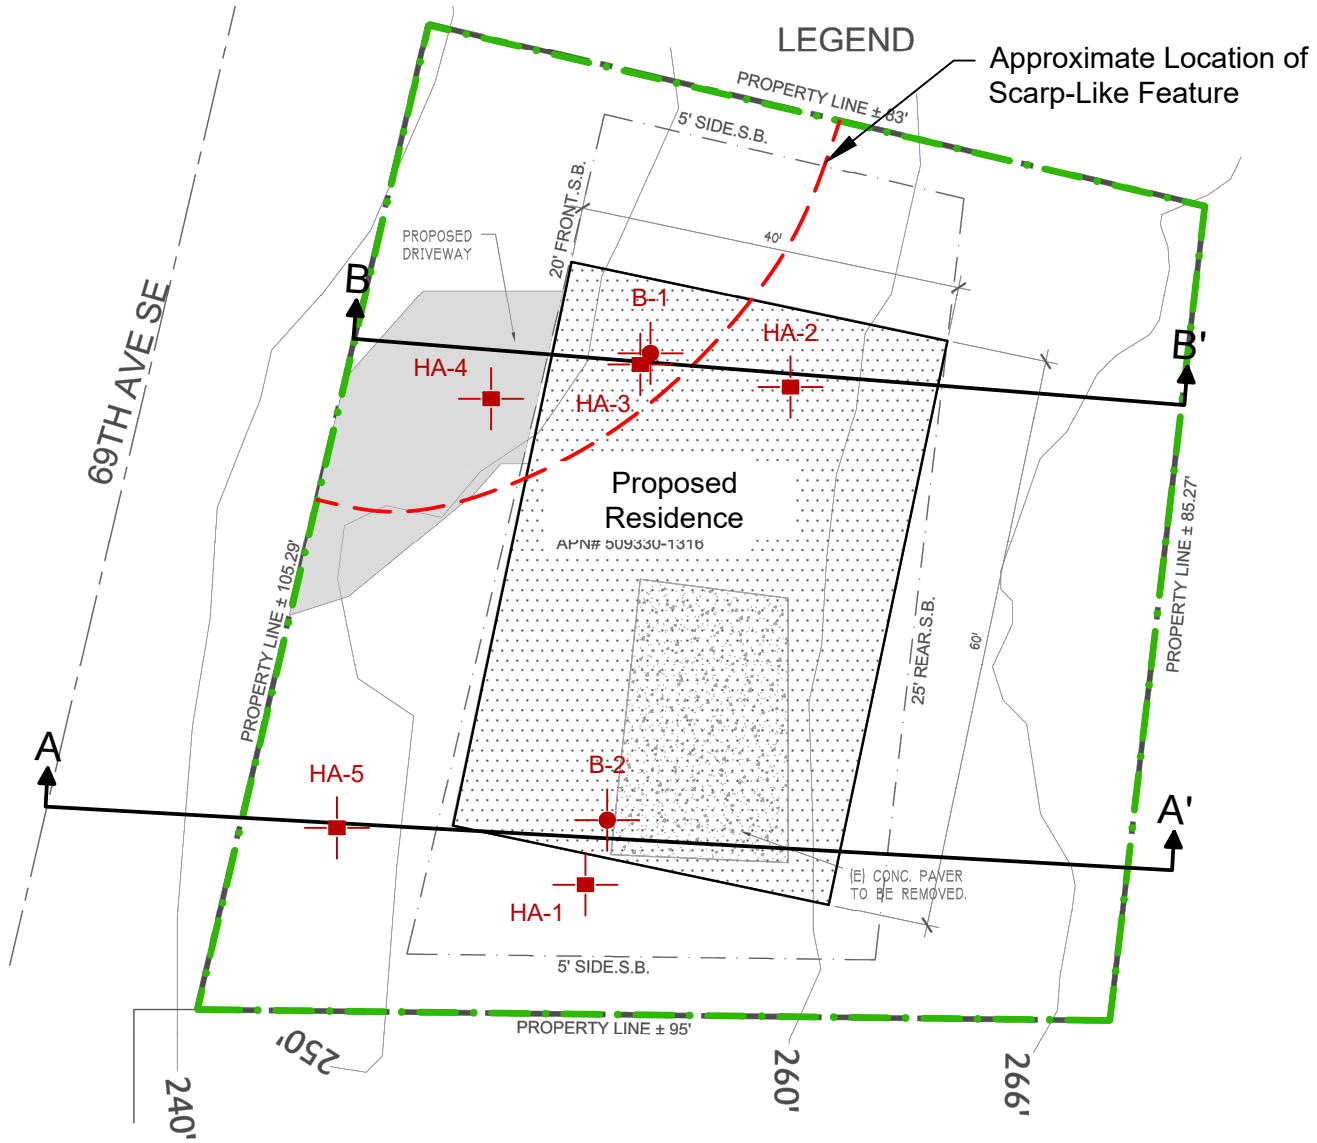 LEGEND
Approximate Location of
Scarp-Like Feature
PROPERTY LINE ± 83'
5' SIDE.S.B.
20' FRONT.S.B.
40'
PROPOSED
DRIVEWAY
B
B'
69TH AVE SE
B-1
HA-2
HA-4
HA-3
Proposed
Residence
APN# 509330-1316
PROPERTY LINE ± 105.29'
PROPERTY LINE ± 85.27'
25' REAR.S.B.
60'
A
A'
HA-5
B-2
HA-1
(E) CONC. PAVER
TO BE REMOVED.
5' SIDE.S.B.
PROPERTY LINE ± 95'
250'
240'
260'
266'